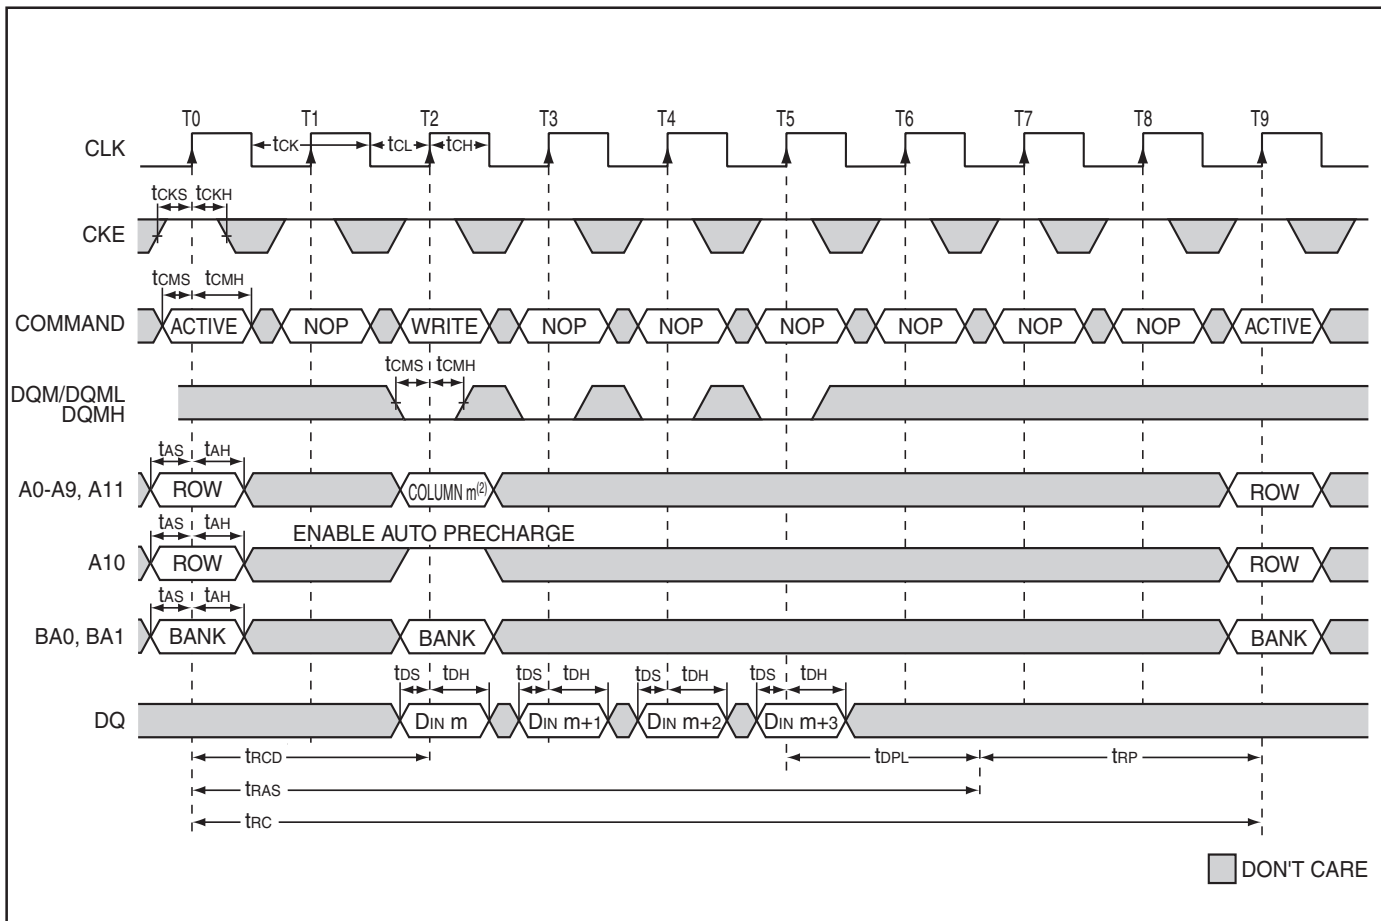 T0 T1 T2 T3 T4 T5 T6 T7 T8 T9
CLK tCK tCL tCH
tCKS tCKH
CKE
tCMS tCMH
COMMAND ACTIVE NOP WRITE NOP NOP NOP NOP NOP NOP ACTIVE
tCMS tCMH
DQM/DQML
DQMH
tAS tAH
A0-A9, A11 ROW COLUMN m(2) ROW
tAS tAH ENABLE AUTO PRECHARGE
A10 ROW ROW
tAS tAH
BA0, BA1 BANK BANK BANK
tDS tDH tDS tDH tDS tDH tDS tDH
DQ DIN m DIN m+1 DIN m+2 DIN m+3
tRCD tDPL tRP
tRAS
tRC
DON'T CARE